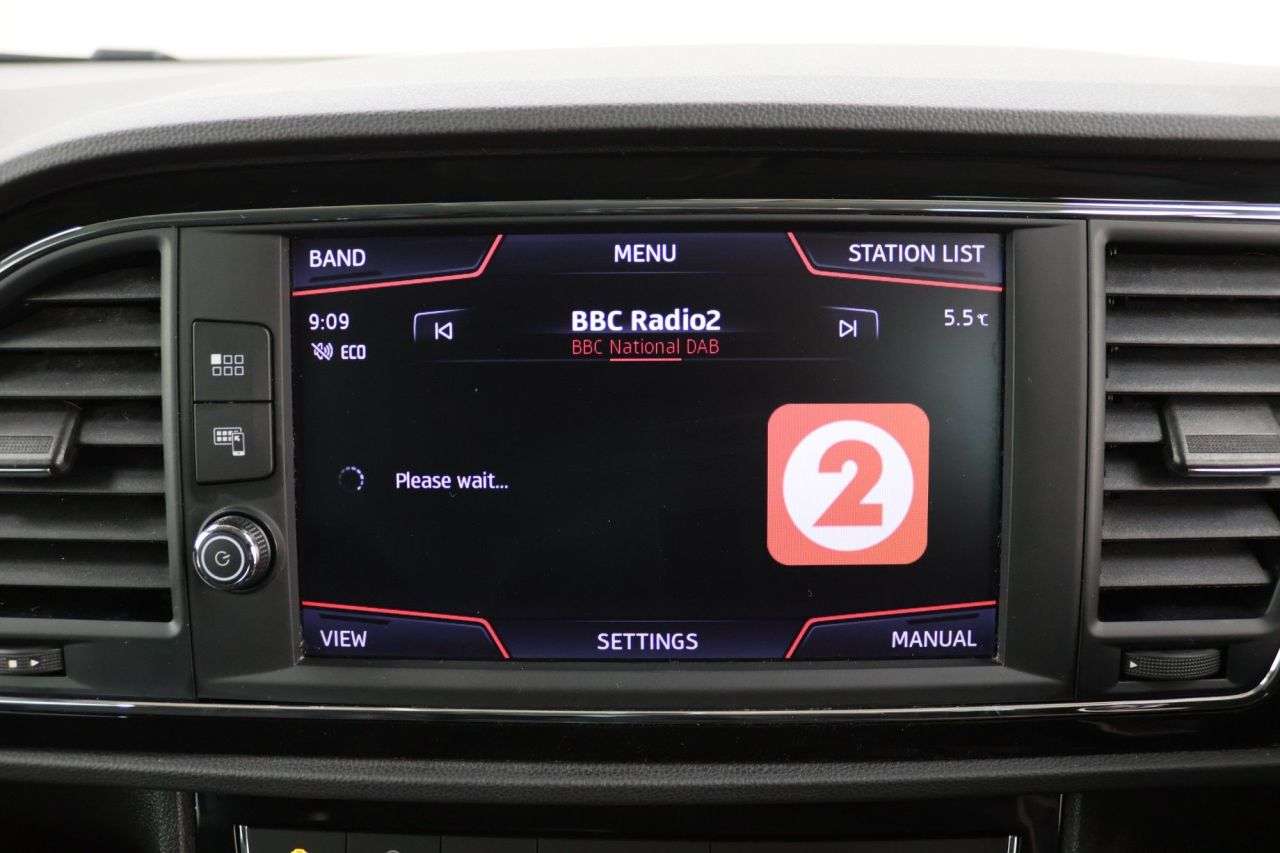 BAND MENU STATION LIST
9:09 BBC Radio2 5.5℃
ECO BBC National DAB
Please wait... 2
VIEW SETTINGS MANUAL